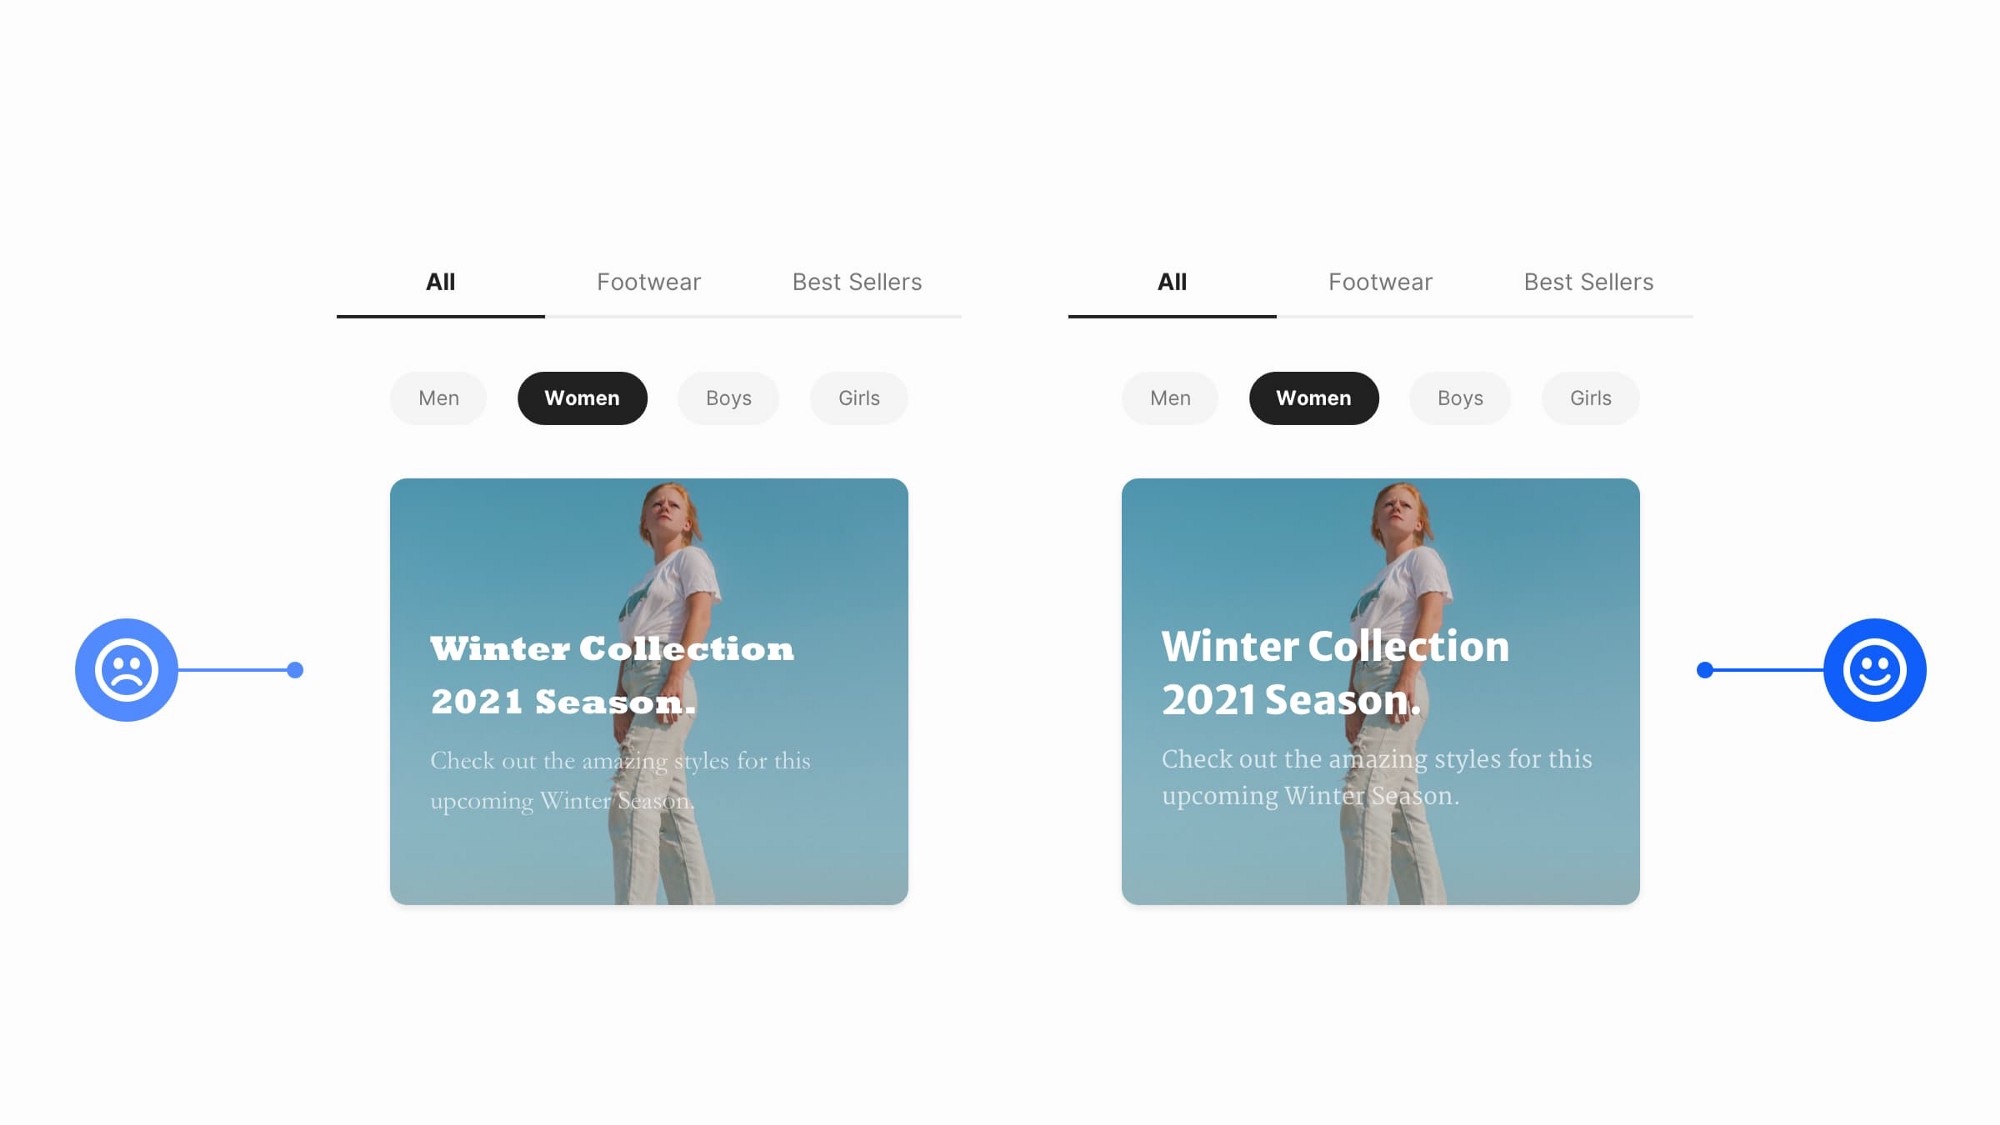 All Footwear Best Sellers
Men Women Boys Girls
Winter Collection
2021 Season.
Check out the amazing styles for this
upcoming Winter Season.
All Footwear Best Sellers
Men Women Boys Girls
Winter Collection
2021 Season.
Check out the amazing styles for this
upcoming Winter Season.